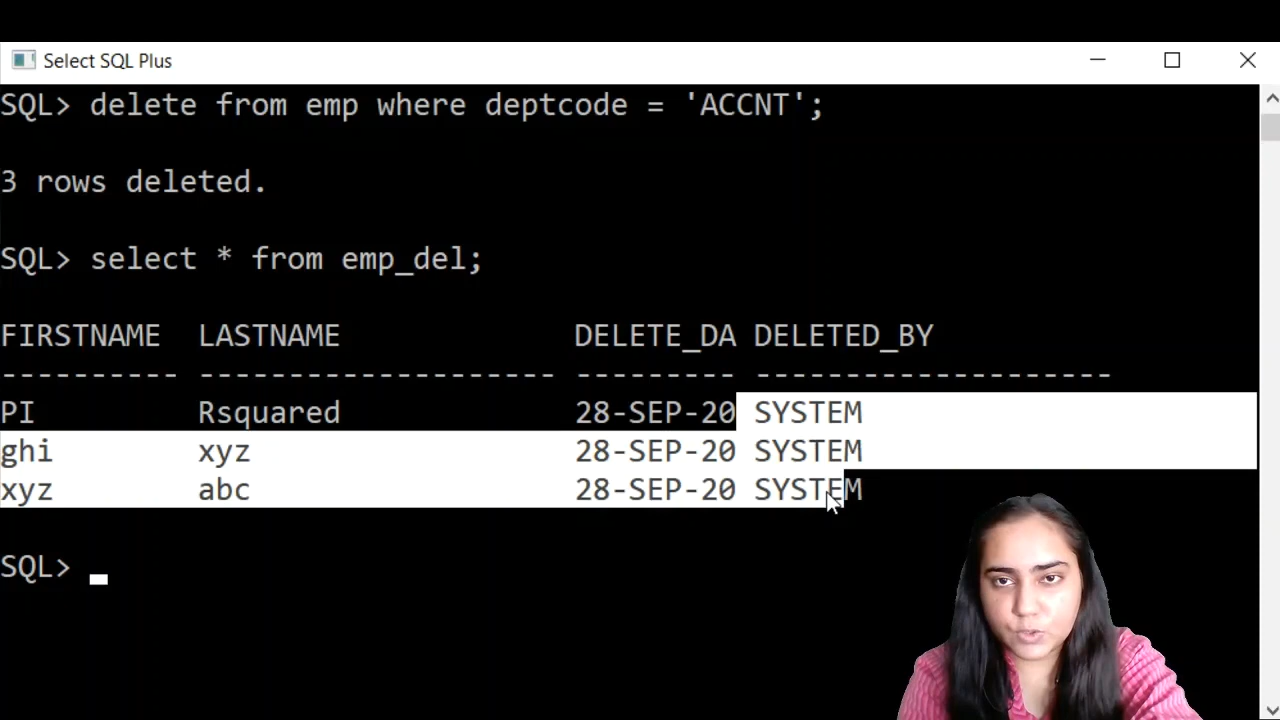 Select SQL Plus
SQL> delete from emp where deptcode = 'ACCNT';
3 rows deleted.
SQL> select * from emp_del;
FIRSTNAME LASTNAME DELETE_DA DELETED_BY
---------- -------------------- --------- --------------------
PI Rsquared 28-SEP-20 SYSTEM
ghi xyz 28-SEP-20 SYSTEM
xyz abc 28-SEP-20 SYSTEM
SQL>